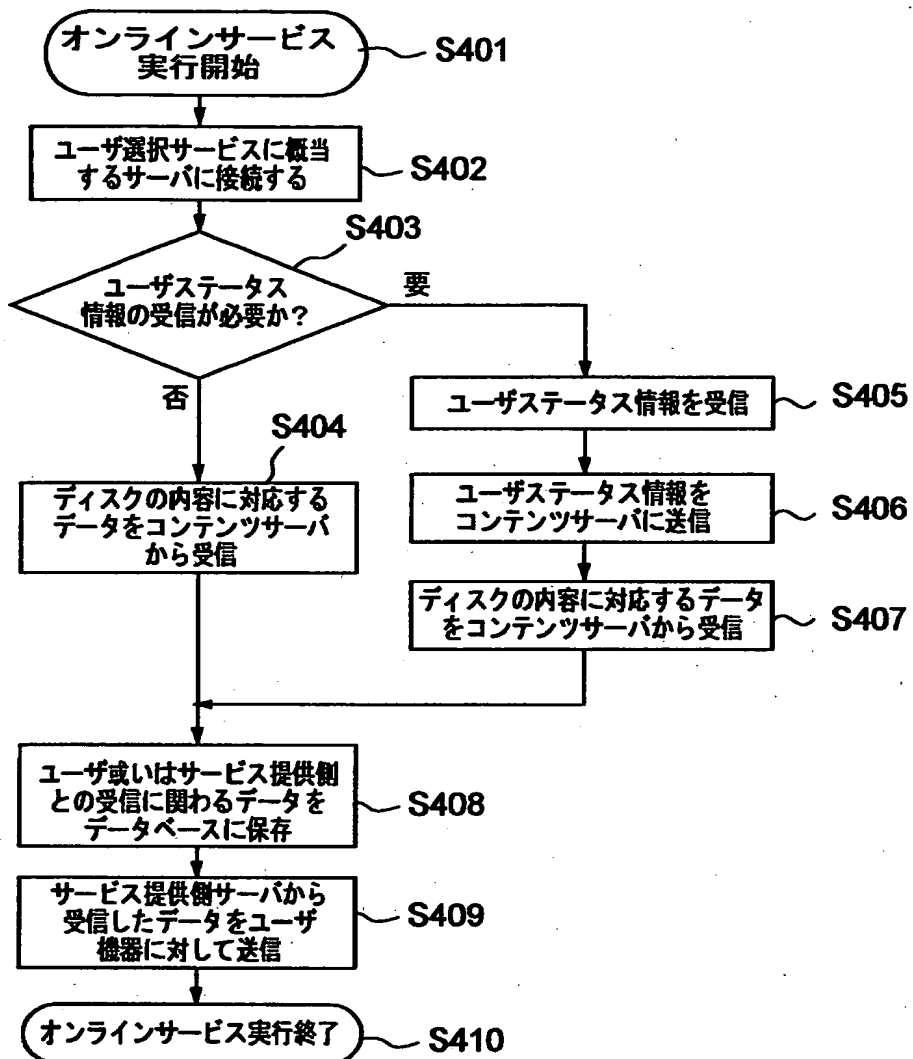 オンラインサービス
実行開始
S401
ユーザ選択サービスに概当
するサーバに接続する
S402
S403
ユーザステータス
情報の受信が必要か？
要
否
S404
ディスクの内容に対応する
データをコンテンツサーバ
から受信
ユーザステータス情報を受信
S405
ユーザステータス情報を
コンテンツサーバに送信
S406
ディスクの内容に対応するデータ
をコンテンツサーバから受信
S407
ユーザ或いはサービス提供側
との受信に関わるデータを
データベースに保存
S408
サービス提供側サーバから
受信したデータをユーザ
機器に対して送信
S409
オンラインサービス実行終了
S410